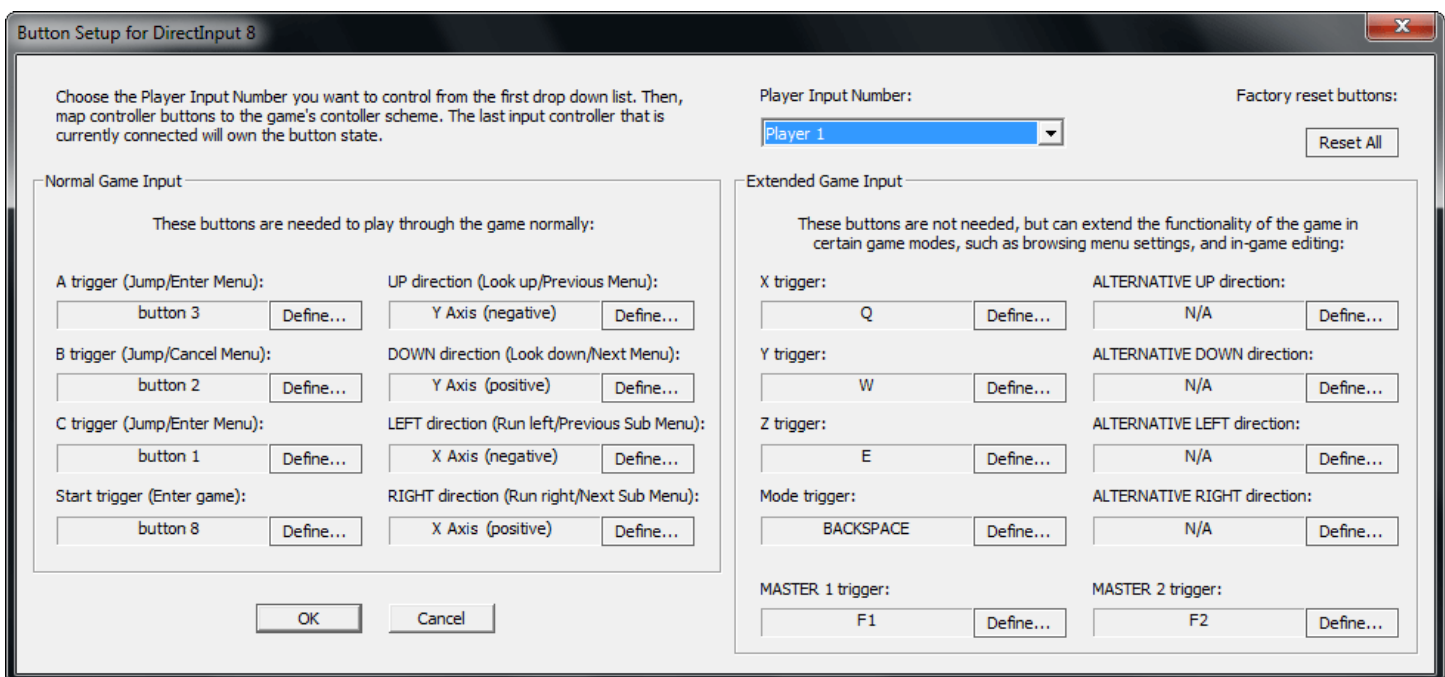 Button Setup for DirectInput 8
Choose the Player Input Number you want to control from the first drop down list. Then,
map controller buttons to the game's contoller scheme. The last input controller that is
currently connected will own the button state.
Player Input Number:
Player 1
Factory reset buttons:
Reset All
Normal Game Input
These buttons are needed to play through the game normally:
A trigger (Jump/Enter Menu):
button 3
Define...
UP direction (Look up/Previous Menu):
Y Axis (negative)
Define...
B trigger (Jump/Cancel Menu):
button 2
Define...
DOWN direction (Look down/Next Menu):
Y Axis (positive)
Define...
C trigger (Jump/Enter Menu):
button 1
Define...
LEFT direction (Run left/Previous Sub Menu):
X Axis (negative)
Define...
Start trigger (Enter game):
button 8
Define...
RIGHT direction (Run right/Next Sub Menu):
X Axis (positive)
Define...
OK
Cancel
Extended Game Input
These buttons are not needed, but can extend the functionality of the game in
certain game modes, such as browsing menu settings, and in-game editing:
X trigger:
Q
Define...
ALTERNATIVE UP direction:
N/A
Define...
Y trigger:
W
Define...
ALTERNATIVE DOWN direction:
N/A
Define...
Z trigger:
E
Define...
ALTERNATIVE LEFT direction:
N/A
Define...
Mode trigger:
BACKSPACE
Define...
ALTERNATIVE RIGHT direction:
N/A
Define...
MASTER 1 trigger:
F1
Define...
MASTER 2 trigger:
F2
Define...